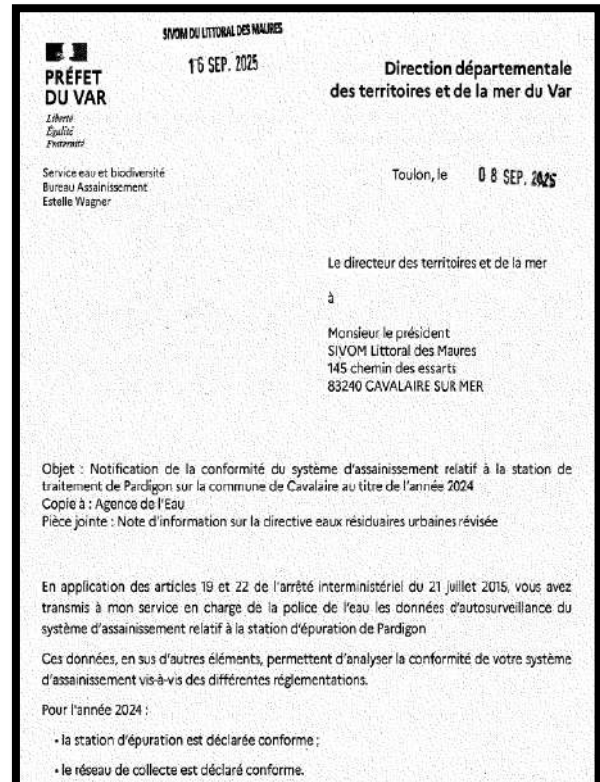 SIVOM DU LITTORAL DES MAURES
16 SEP. 2025
PRÉFET
DU VAR
Liberté
Égalité
Fraternité
Direction départementale
des territoires et de la mer du Var
Service eau et biodiversité
Bureau Assainissement
Estelle Wagner
Toulon, le 08 SEP. 2025
Le directeur des territoires et de la mer
à
Monsieur le président
SIVOM Littoral des Maures
145 chemin des essarts
83240 CAVALAIRE SUR MER
Objet : Notification de la conformité du système d'assainissement relatif à la station de
traitement de Pardigon sur la commune de Cavalaire au titre de l'année 2024
Copie à : Agence de l'Eau
Pièce jointe : Note d'information sur la directive eaux résiduaires urbaines révisée
En application des articles 19 et 22 de l'arrêté interministériel du 21 juillet 2015, vous avez
transmis à mon service en charge de la police de l'eau les données d'autosurveillance du
système d'assainissement relatif à la station d'épuration de Pardigon
Ces données, en sus d'autres éléments, permettent d'analyser la conformité de votre système
d'assainissement vis-à-vis des différentes réglementations.
Pour l'année 2024 :
• la station d'épuration est déclarée conforme ;
• le réseau de collecte est déclaré conforme.